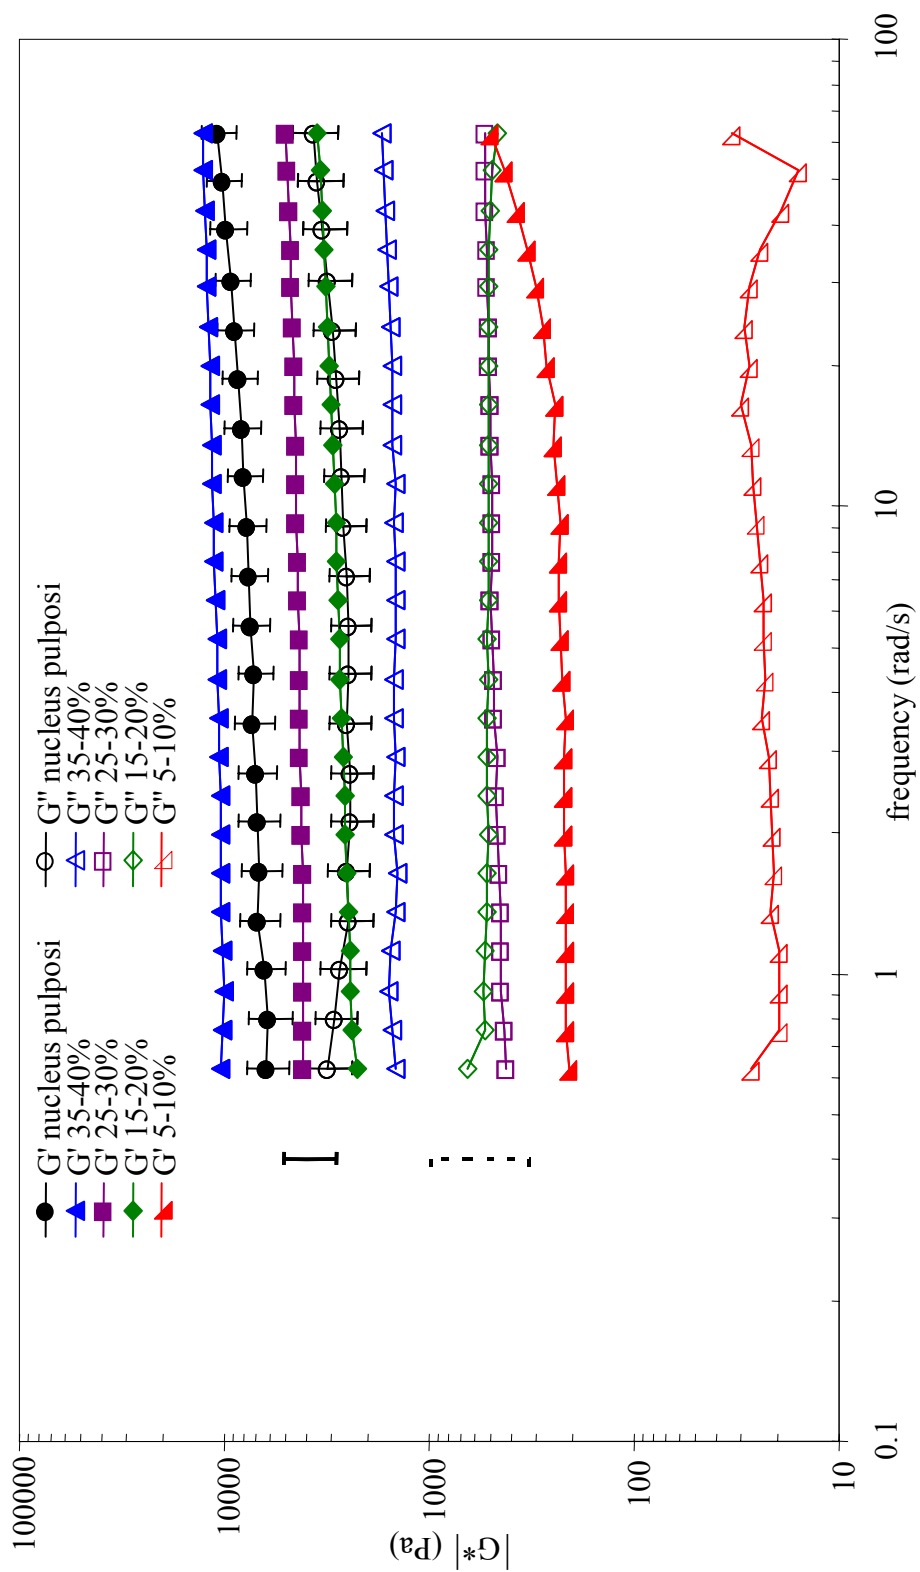 100000
10000
1000
100
10
|G*|
(Pa)
0.1
1
10
100
frequency (rad/s)
G' nucleus pulposi
G' 35-40%
G' 25-30%
G' 15-20%
G' 5-10%
G'' nucleus pulposi
G'' 35-40%
G'' 25-30%
G'' 15-20%
G'' 5-10%